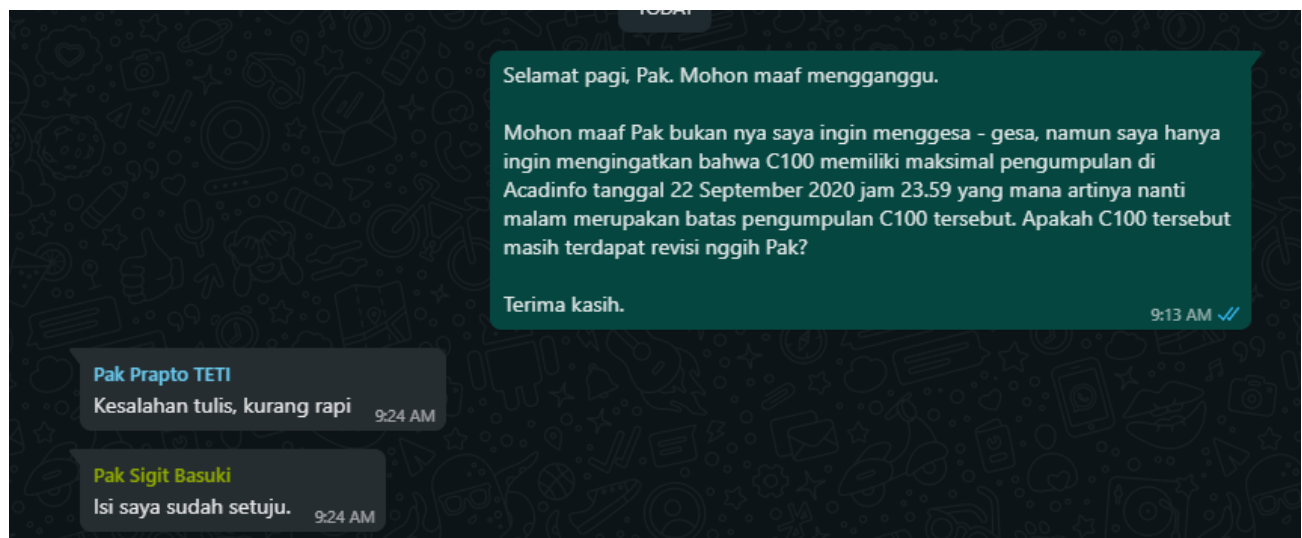 TODAY
Selamat pagi, Pak. Mohon maaf mengganggu.
Mohon maaf Pak bukan nya saya ingin menggesa - gesa, namun saya hanya
ingin mengingatkan bahwa C100 memiliki maksimal pengumpulan di
Acadinfo tanggal 22 September 2020 jam 23.59 yang mana artinya nanti
malam merupakan batas pengumpulan C100 tersebut. Apakah C100 tersebut
masih terdapat revisi nggih Pak?
Terima kasih.
9:13 AM
Pak Prapto TETI
Kesalahan tulis, kurang rapi
9:24 AM
Pak Sigit Basuki
Isi saya sudah setuju.
9:24 AM